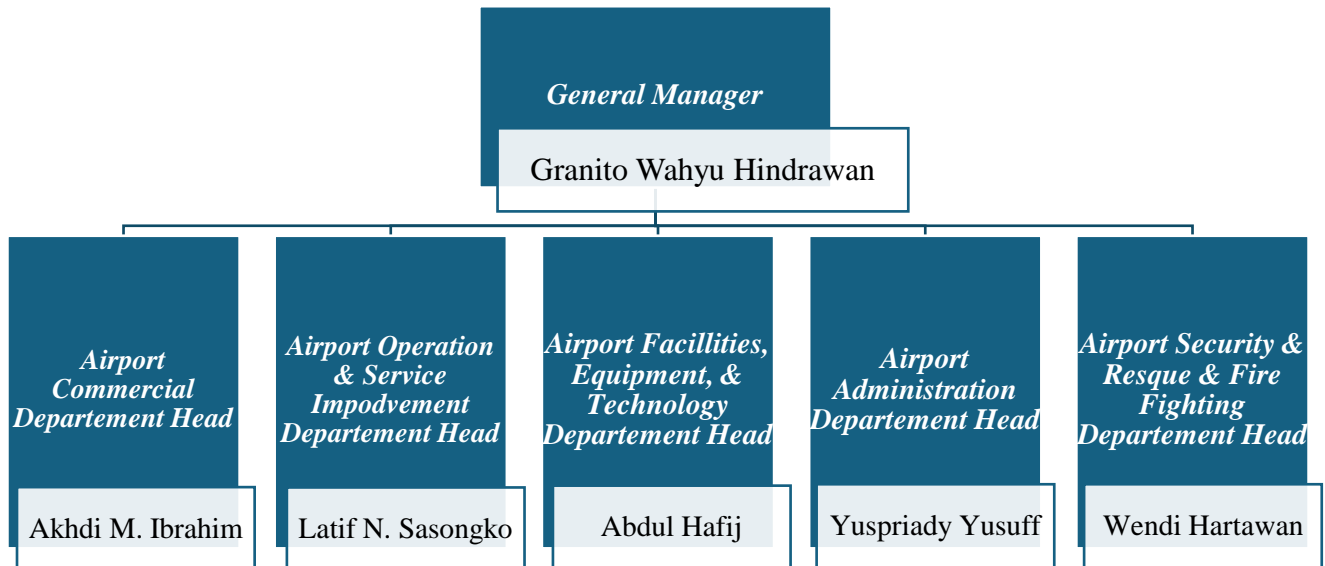 General Manager
Granito Wahyu Hindrawan
Airport
Commercial
Departement Head
Akhdi M. Ibrahim
Airport Operation
& Service
Impodvement
Departement Head
Latif N. Sasongko
Airport Facillities,
Equipment, &
Technology
Departement Head
Abdul Hafij
Airport
Administration
Departement Head
Yuspriady Yusuff
Airport Security &
Resque & Fire
Fighting
Departement Head
Wendi Hartawan